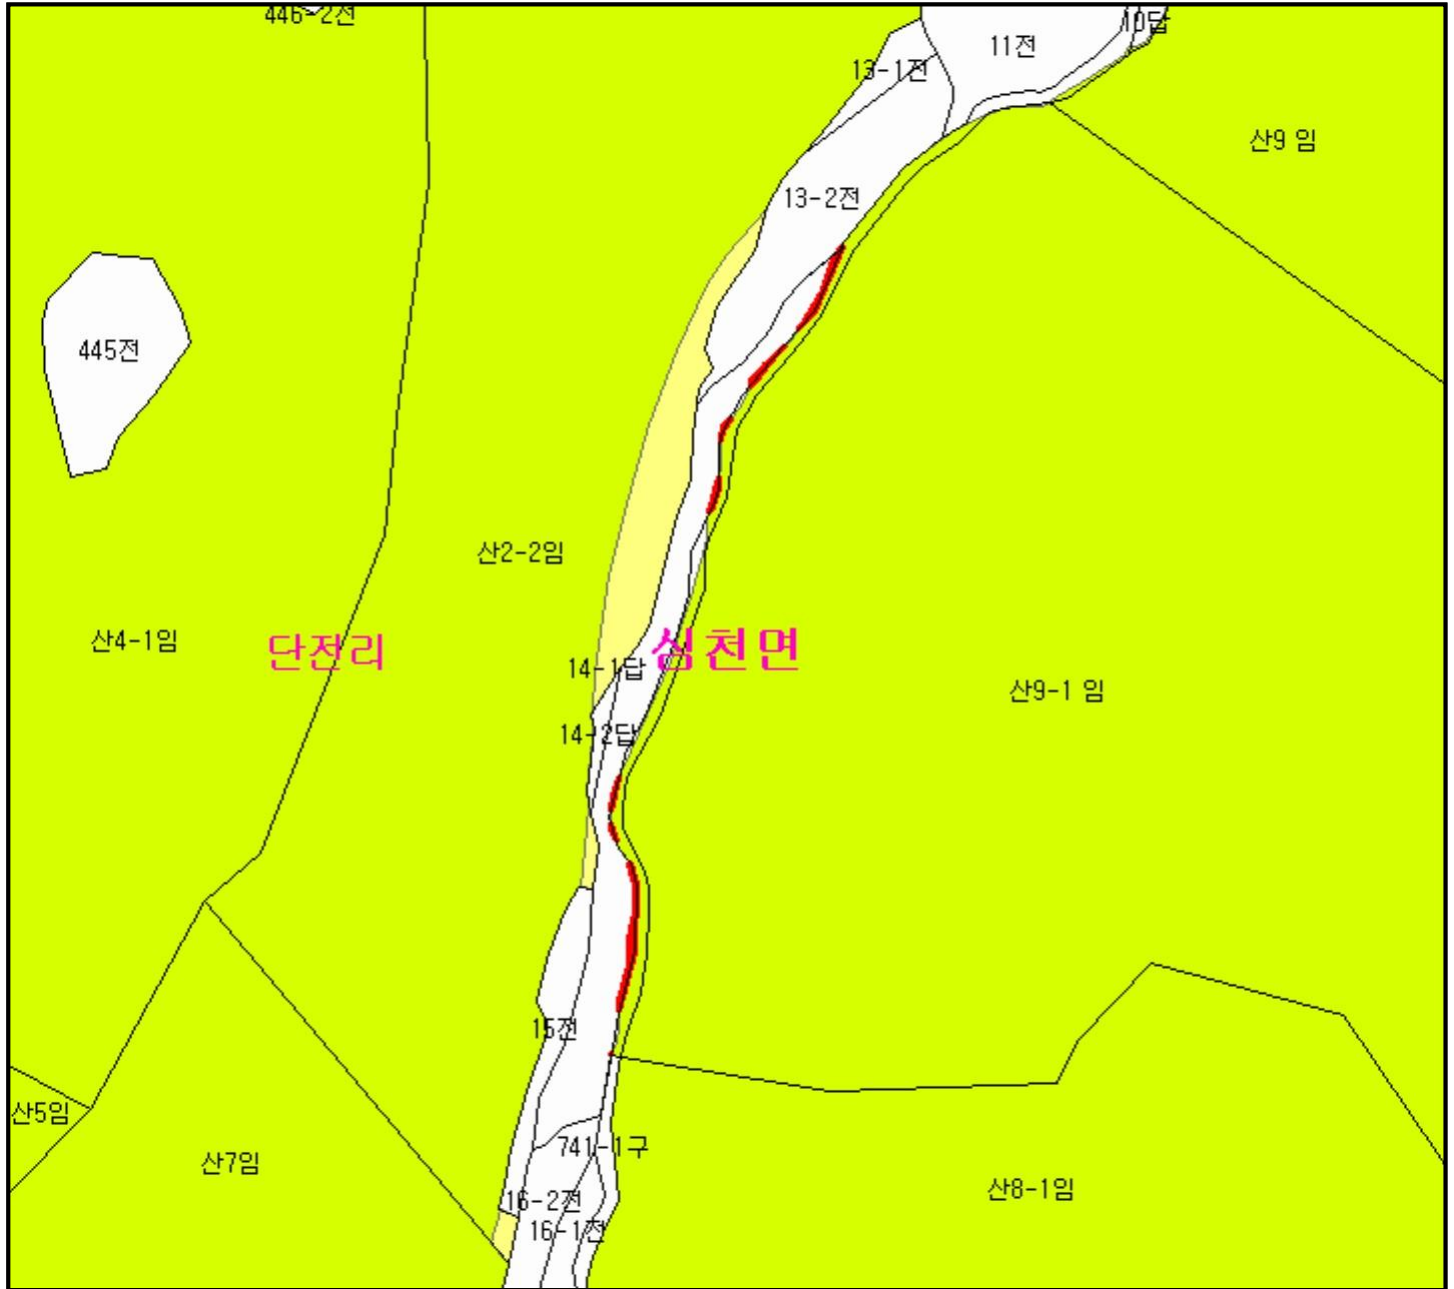 446-2전
10답
11전
13-1전
산9 임
13-2전
445전
산2-2임
산4-1임
단전리
심천면
14-1답
산9-1 임
14-2답
15전
산5임
741-1구
산7임
산8-1임
16-2전
16-1전